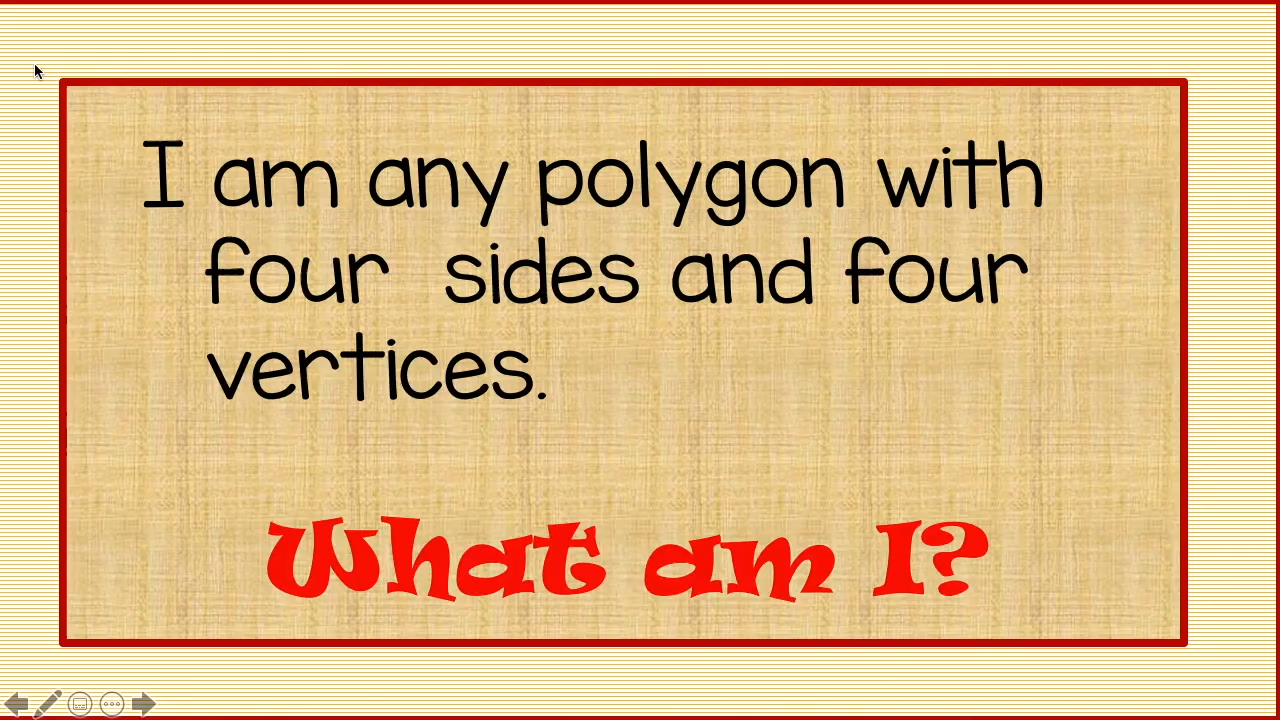 I am any polygon with
four sides and four
vertices.
What am I?